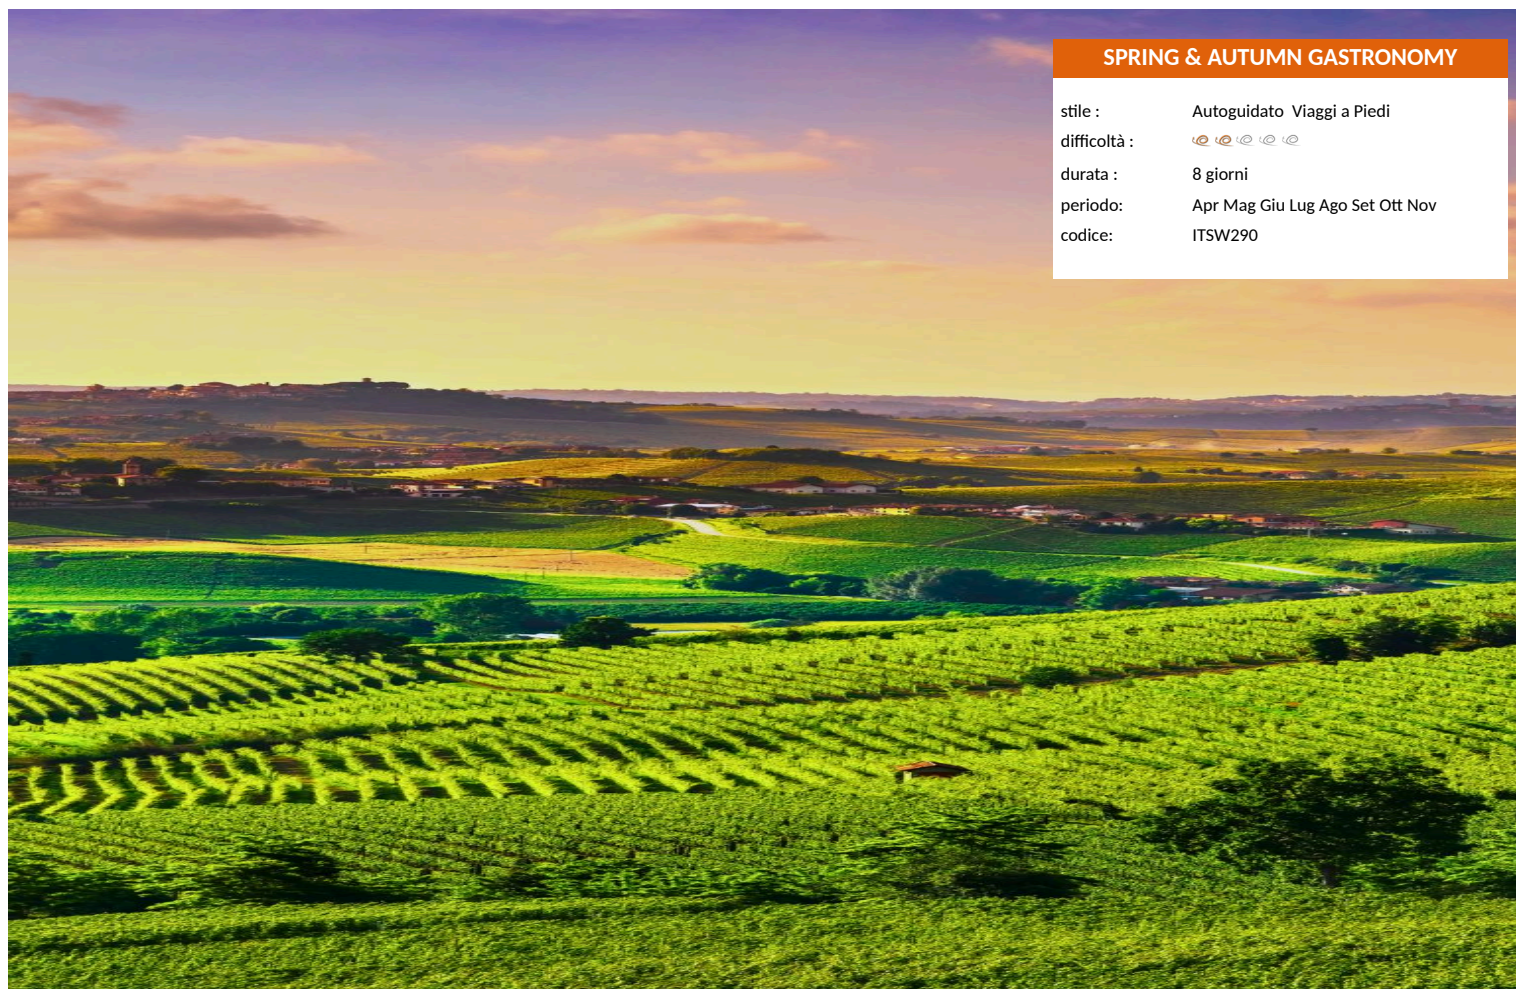 SPRING & AUTUMN GASTRONOMY
stile : Autoguidato Viaggi a Piedi
difficoltà :
durata : 8 giorni
periodo: Apr Mag Giu Lug Ago Set Ott Nov
codice: ITSW290